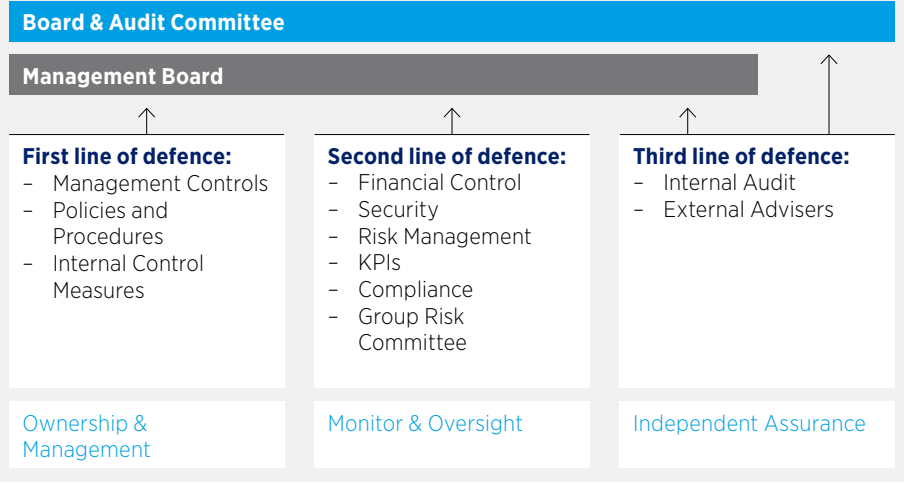 Board & Audit Committee
Management Board
First line of defence:
– Management Controls
– Policies and
Procedures
– Internal Control
Measures
Second line of defence:
– Financial Control
– Security
– Risk Management
– KPIs
– Compliance
– Group Risk
Committee
Third line of defence:
– Internal Audit
– External Advisers
Ownership &
Management
Monitor & Oversight
Independent Assurance